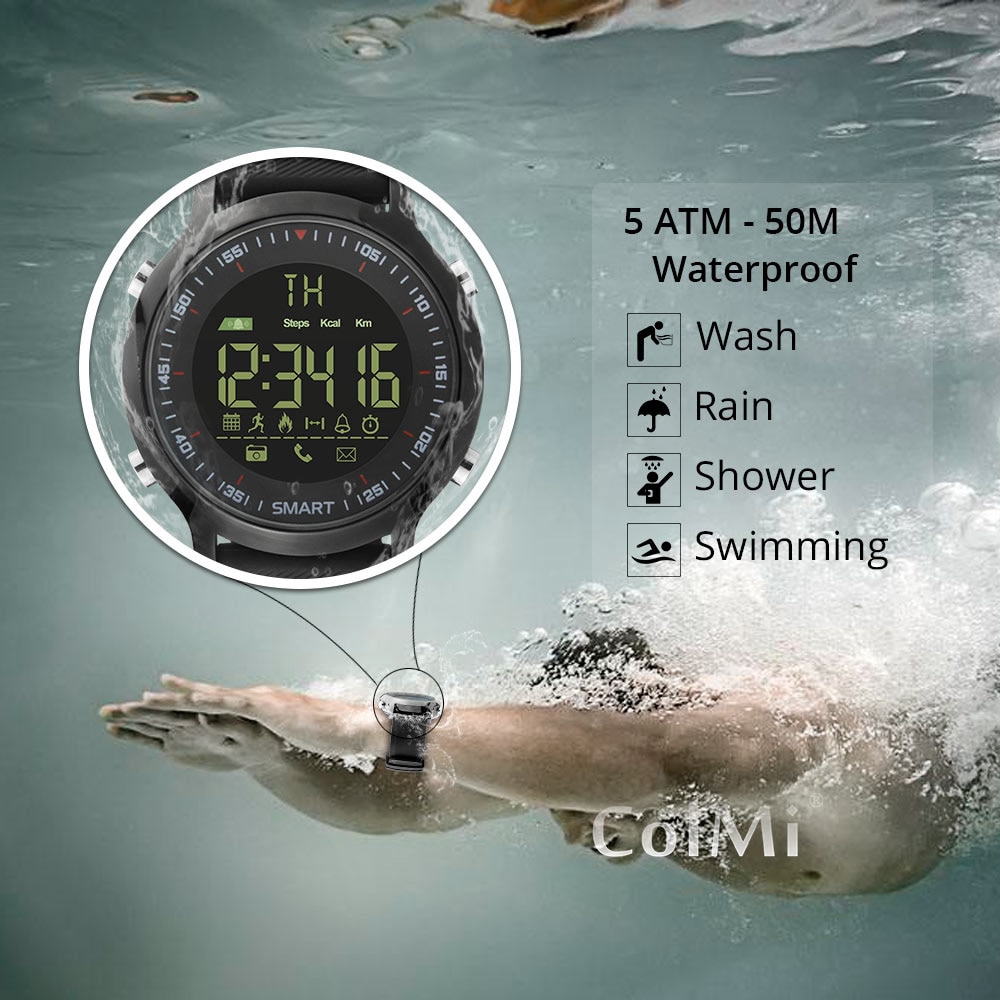 TH
Steps Kcal Km
12:34 16
55
05
10
15
20
25
SMART
35
40
45
50
5 ATM - 50M
Waterproof
Wash
Rain
Shower
Swimming
ColMi®